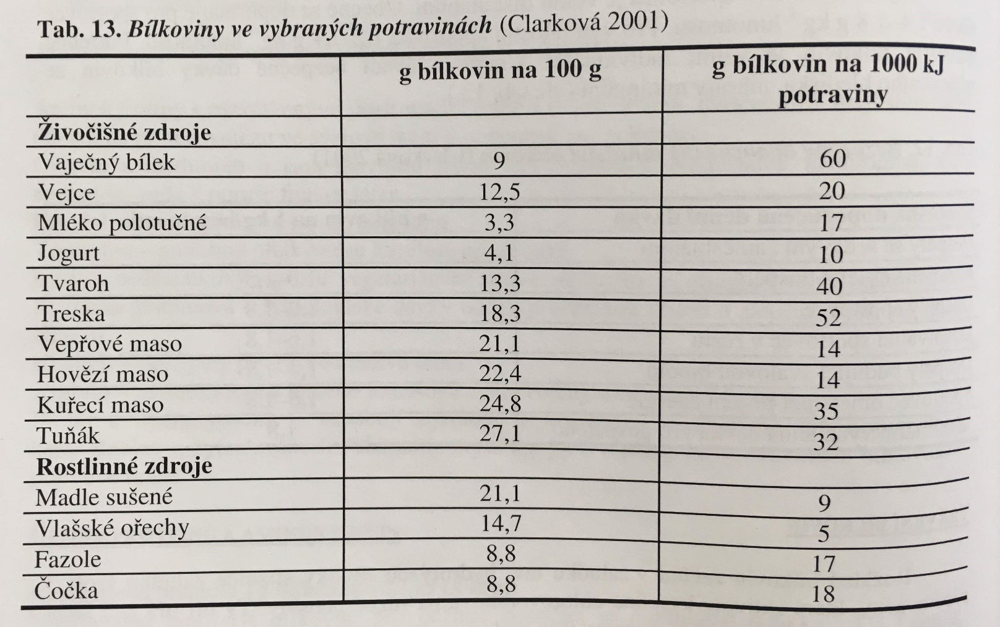 Tab. 13. Bílkoviny ve vybraných potravinách (Clarková 2001)
g bílkovin na 100 g g bílkovin na 1000 kJ
potraviny
Živočišné zdroje
Vaječný bílek 9 60
Vejce 12,5 20
Mléko polotučné 3,3 17
Jogurt 4,1 10
Tvaroh 13,3 40
Treska 18,3 52
Vepřové maso 21,1 14
Hovězí maso 22,4 14
Kuřecí maso 24,8 35
Tuňák 27,1 32
Rostlinné zdroje
Madle sušené 21,1 9
Vlašské ořechy 14,7 5
Fazole 8,8 17
Čočka 8,8 18